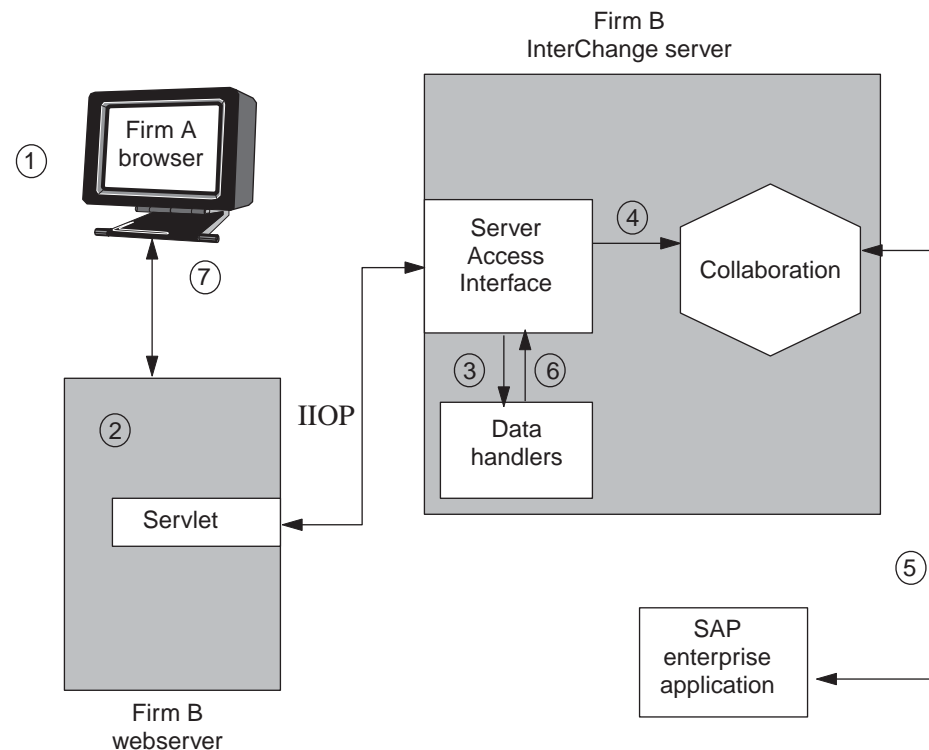 Firm B
InterChange server
Firm A
browser
1
7
Server
Access
Interface
4
Collaboration
3
6
Data
handlers
IIOP
2
Servlet
Firm B
webserver
5
SAP
enterprise
application